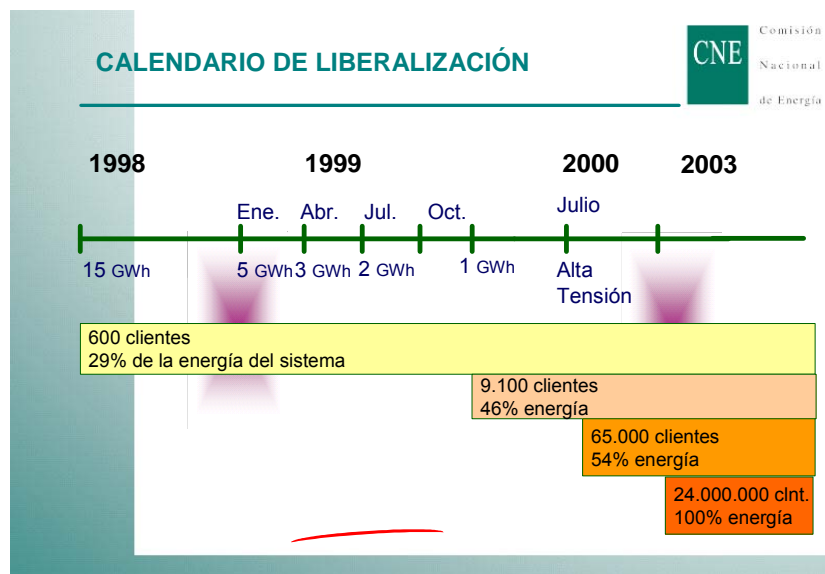 CALENDARIO DE LIBERALIZACIÓN
CNE
Comisión
Nacional
de Energía
1998
1999
2000
2003
Ene.
Abr.
Jul.
Oct.
Julio
15 GWh
5 GWh
3 GWh
2 GWh
1 GWh
Alta
Tensión
600 clientes
29% de la energía del sistema
9.100 clientes
46% energía
65.000 clientes
54% energía
24.000.000 clnt.
100% energía